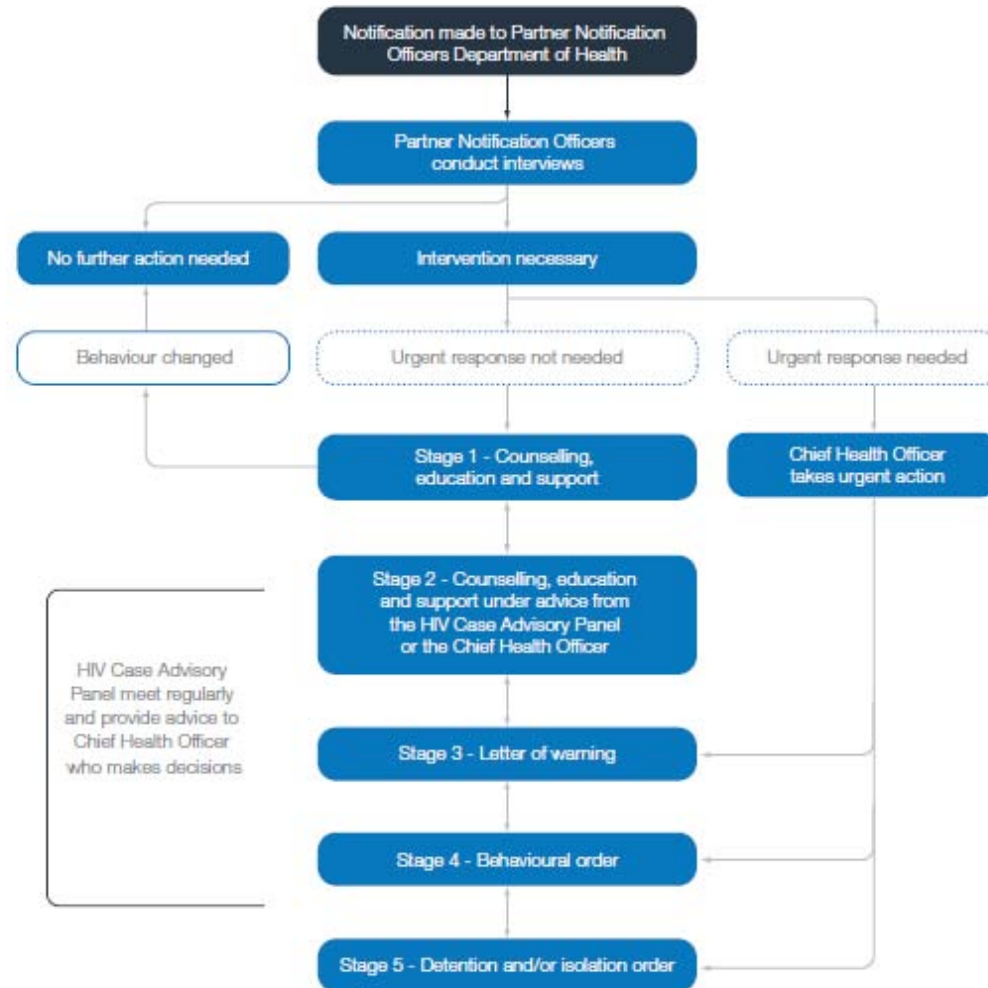 Notification made to Partner Notification
Officers Department of Health
Partner Notification Officers
conduct interviews
No further action needed
Intervention necessary
Behaviour changed
Urgent response not needed
Urgent response needed
Stage 1 - Counselling,
education and support
Chief Health Officer
takes urgent action
Stage 2 - Counselling, education
and support under advice from
the HIV Case Advisory Panel
or the Chief Health Officer
HIV Case Advisory
Panel meet regularly
and provide advice to
Chief Health Officer
who makes decisions
Stage 3 - Letter of warning
Stage 4 - Behavioural order
Stage 5 - Detention and/or isolation order